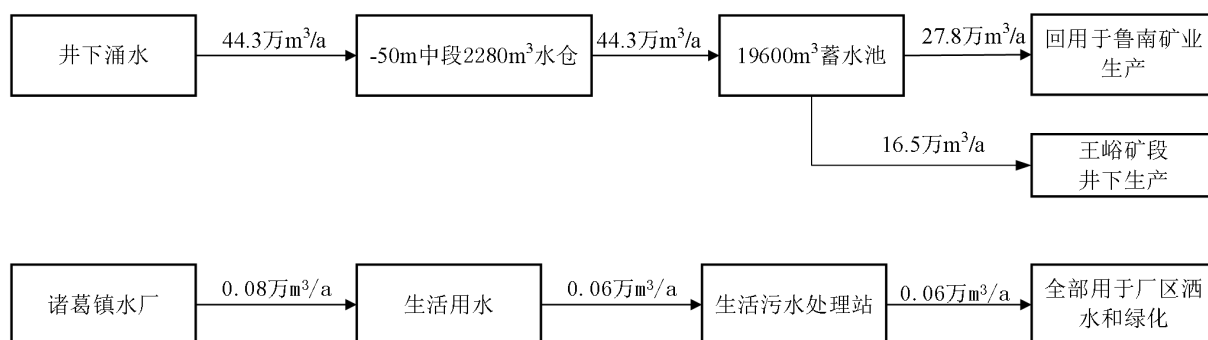 44.3万m³/a
44.3万m³/a
27.8万m³/a
井下涌水
-50m中段2280m³水仓
19600m³蓄水池
回用于鲁南矿业
生产
16.5万m³/a
王峪矿段
井下生产
0.08万m³/a
0.06万m³/a
0.06万m³/a
诸葛镇水厂
生活用水
生活污水处理站
全部用于厂区洒
水和绿化